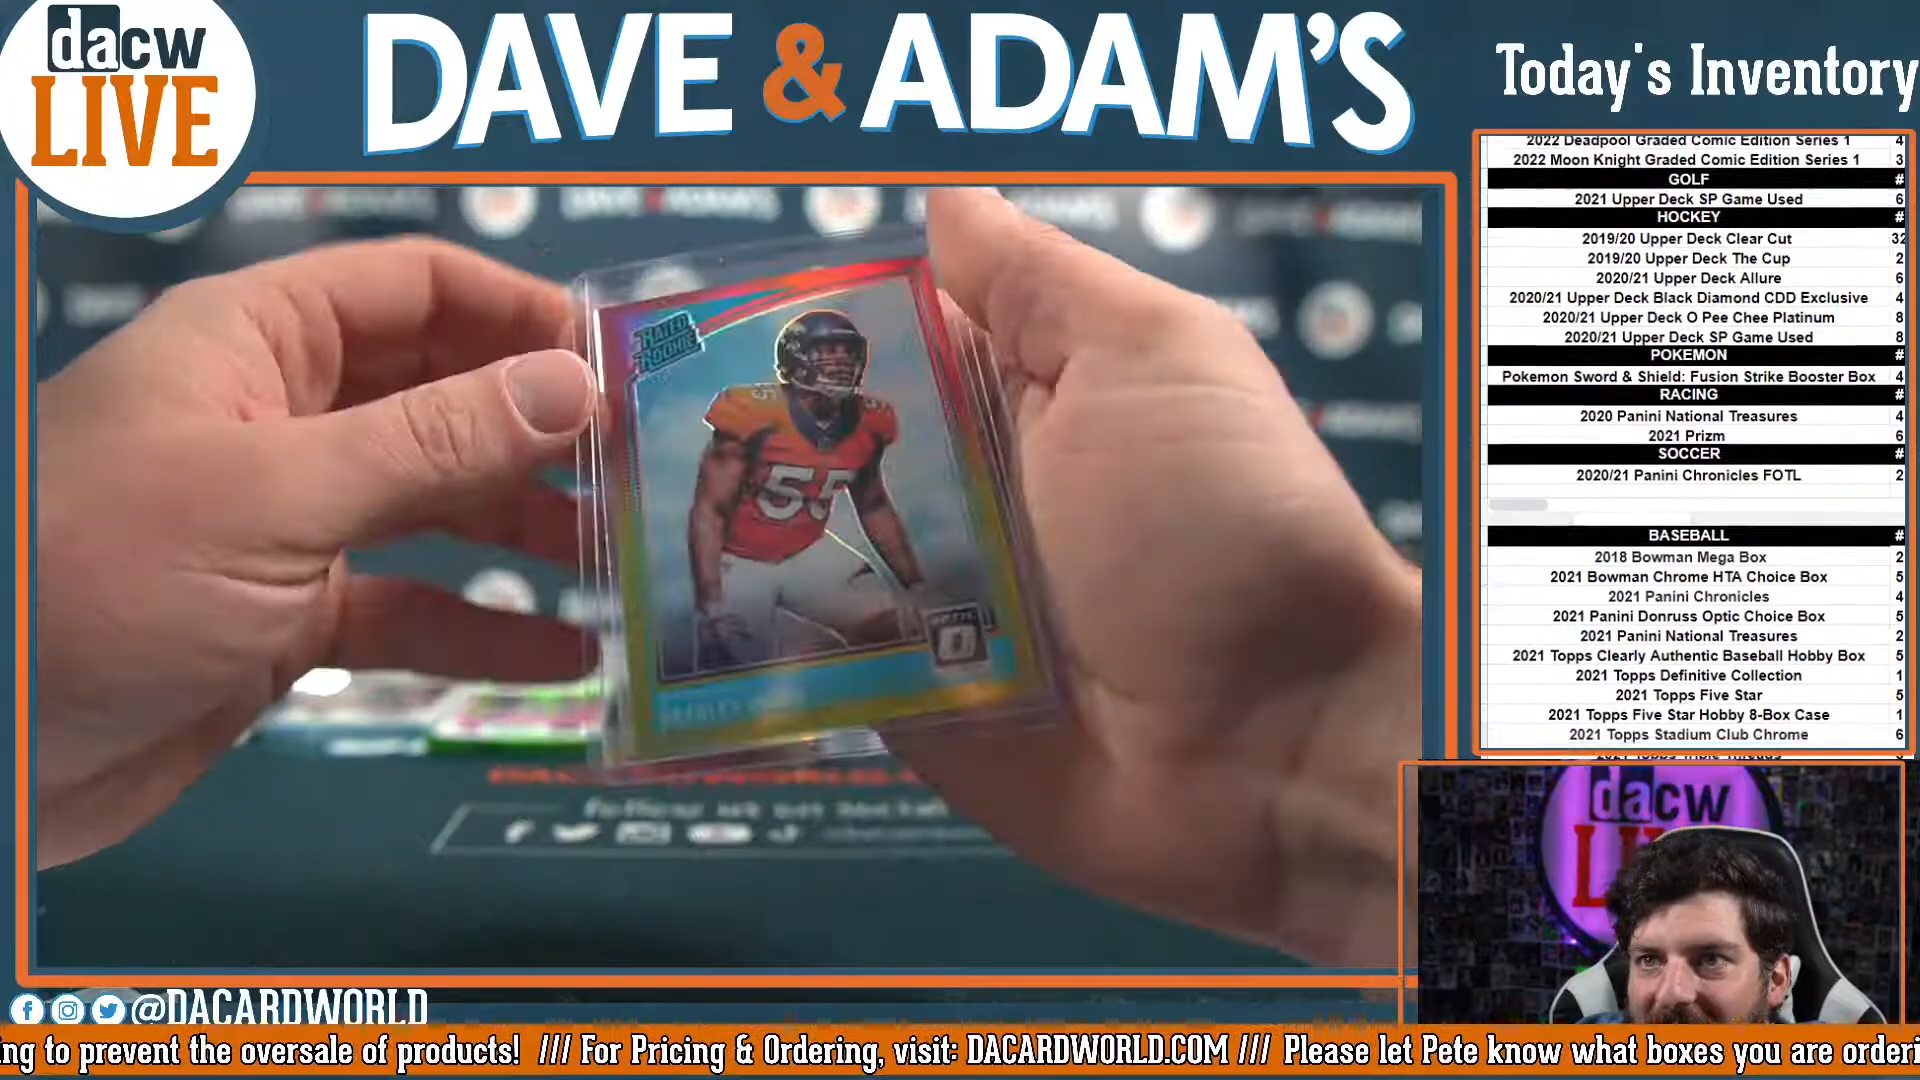 dacw
LIVE
DAVE & ADAM'S
Today's Inventory
2022 Deadpool Graded Comic Edition Series 1 4
2022 Moon Knight Graded Comic Edition Series 1 3
GOLF #
2021 Upper Deck SP Game Used 6
HOCKEY #
2019/20 Upper Deck Clear Cut 32
2019/20 Upper Deck The Cup 2
2020/21 Upper Deck Allure 6
2020/21 Upper Deck Black Diamond CDD Exclusive 4
2020/21 Upper Deck O Pee Chee Platinum 8
2020/21 Upper Deck SP Game Used 8
POKEMON #
Pokemon Sword & Shield: Fusion Strike Booster Box 4
RACING #
2020 Panini National Treasures 4
2021 Prizm 6
SOCCER #
2020/21 Panini Chronicles FOTL 2
BASEBALL #
2018 Bowman Mega Box 2
2021 Bowman Chrome HTA Choice Box 5
2021 Panini Chronicles 4
2021 Panini Donruss Optic Choice Box 5
2021 Panini National Treasures 2
2021 Topps Clearly Authentic Baseball Hobby Box 5
2021 Topps Definitive Collection 1
2021 Topps Five Star 5
2021 Topps Five Star Hobby 8-Box Case 1
2021 Topps Stadium Club Chrome 6
RATED
ROOKIE
55
55
OPTIC
follow us on social
dacw
LI
@DACARDWORLD
ng to prevent the oversale of products! /// For Pricing & Ordering, visit: DACARDWORLD.COM /// Please let Pete know what boxes you are orderi